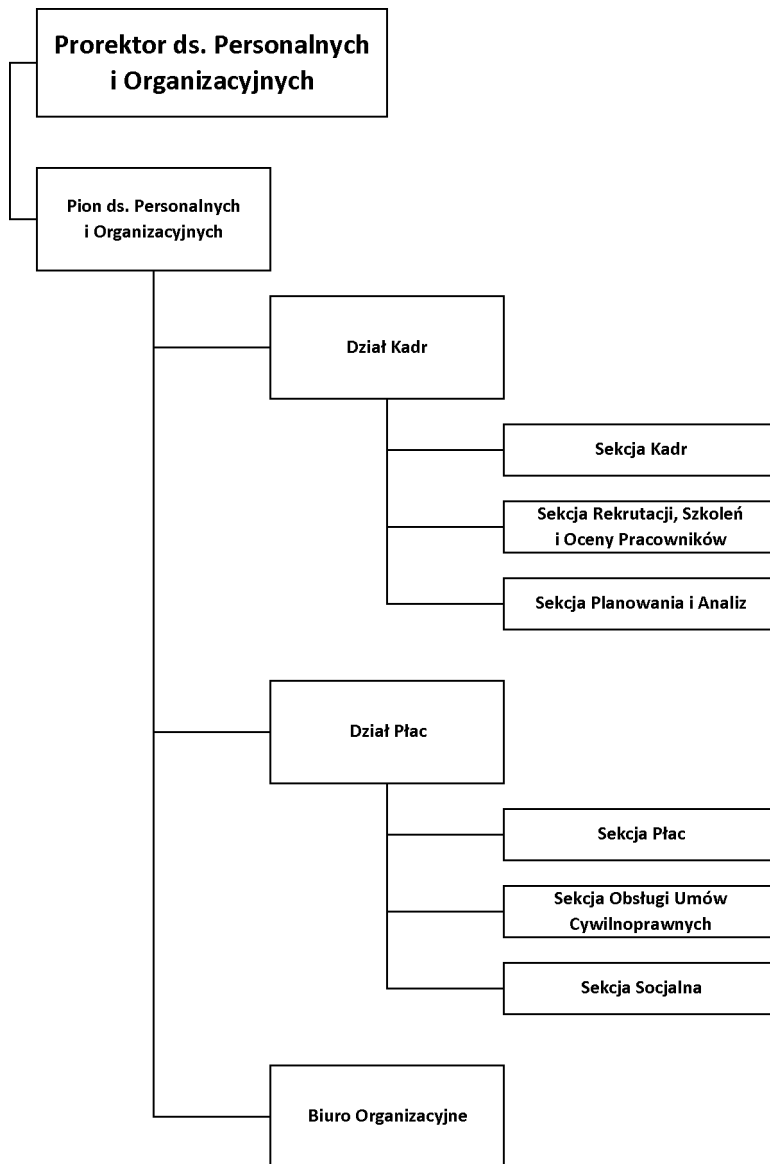 Prorektor ds. Personalnych
i Organizacyjnych
Pion ds. Personalnych
i Organizacyjnych
Dział Kadr
Sekcja Kadr
Sekcja Rekrutacji, Szkoleń
i Oceny Pracowników
Sekcja Planowania i Analiz
Dział Płac
Sekcja Płac
Sekcja Obsługi Umów
Cywilnoprawnych
Sekcja Socjalna
Biuro Organizacyjne